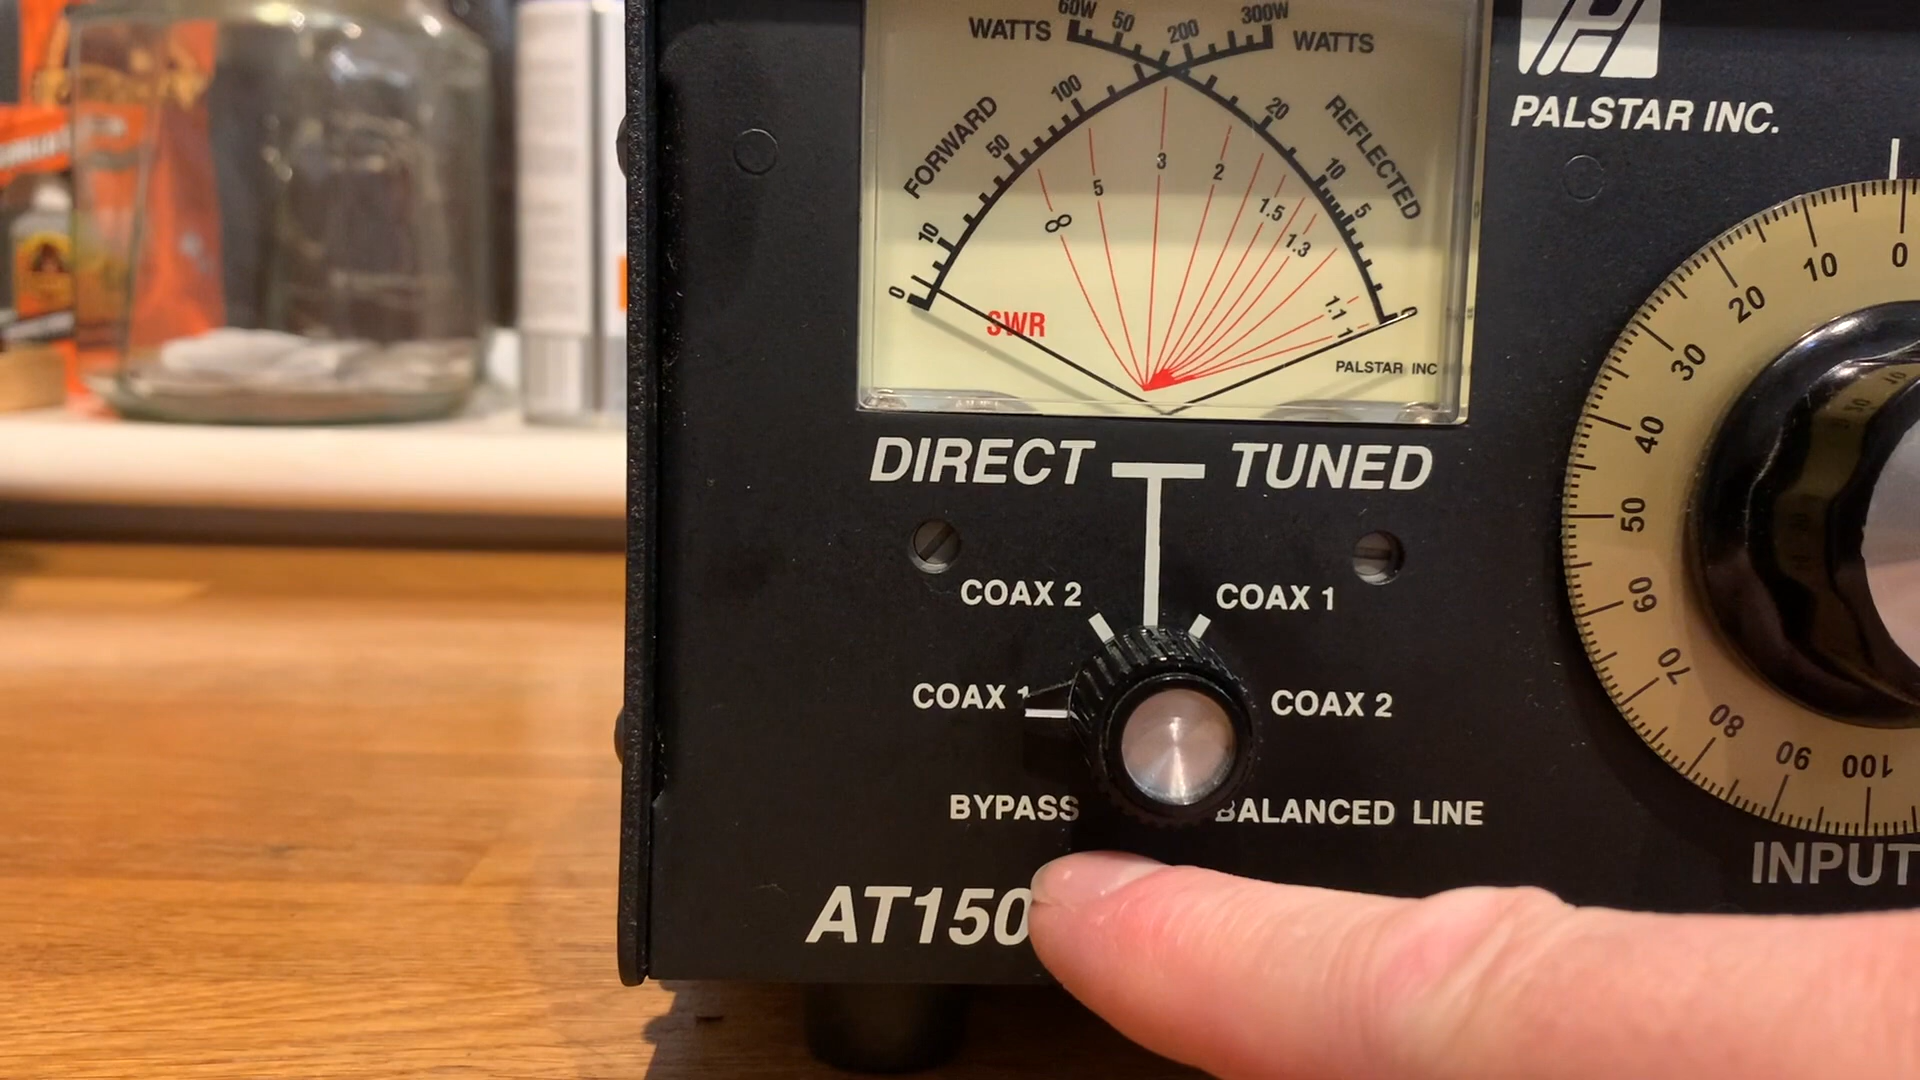 60W 50 200 300W
WATTS WATTS
100 20
FORWARD REFLECTED
50 10
3
5 2
5
10 ∞ 1.5
1.3
0 1.1 0
SWR 1
PALSTAR INC
PALSTAR INC.
DIRECT TUNED
COAX 2 COAX 1
COAX 1 COAX 2
BYPASS BALANCED LINE
AT150
0
10
20
30
40
50
60
70
80
90
100
INPUT